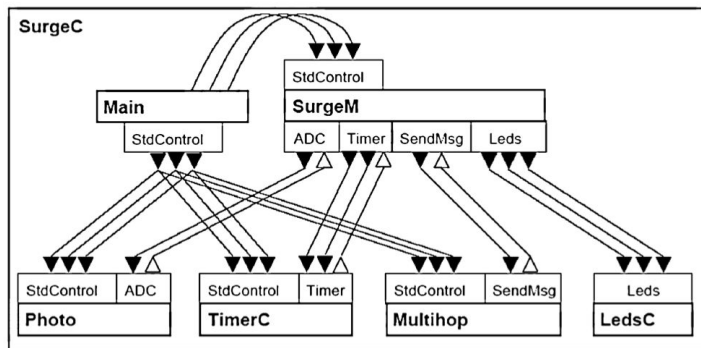 SurgeC
StdControl
Main
SurgeM
StdControl
ADC Timer SendMsg Leds
StdControl ADC StdControl Timer StdControl SendMsg Leds
Photo TimerC Multihop LedsC